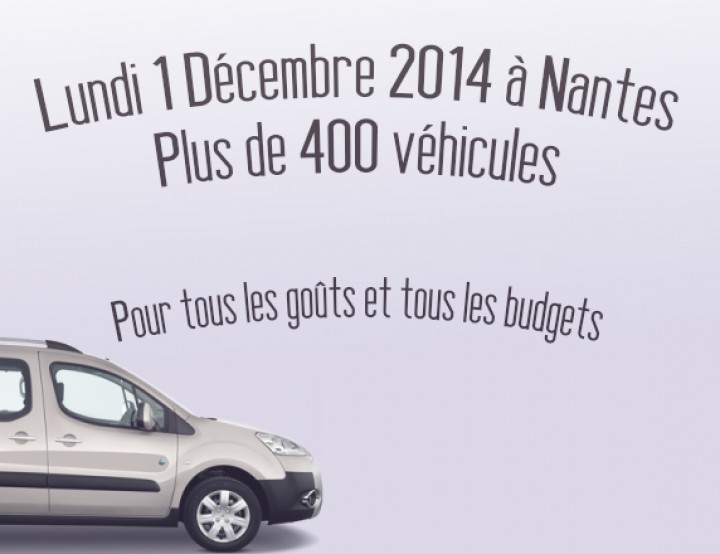 Lundi 1 Décembre 2014 à Nantes
Plus de 400 véhicules
Pour tous les goûts et tous les budgets